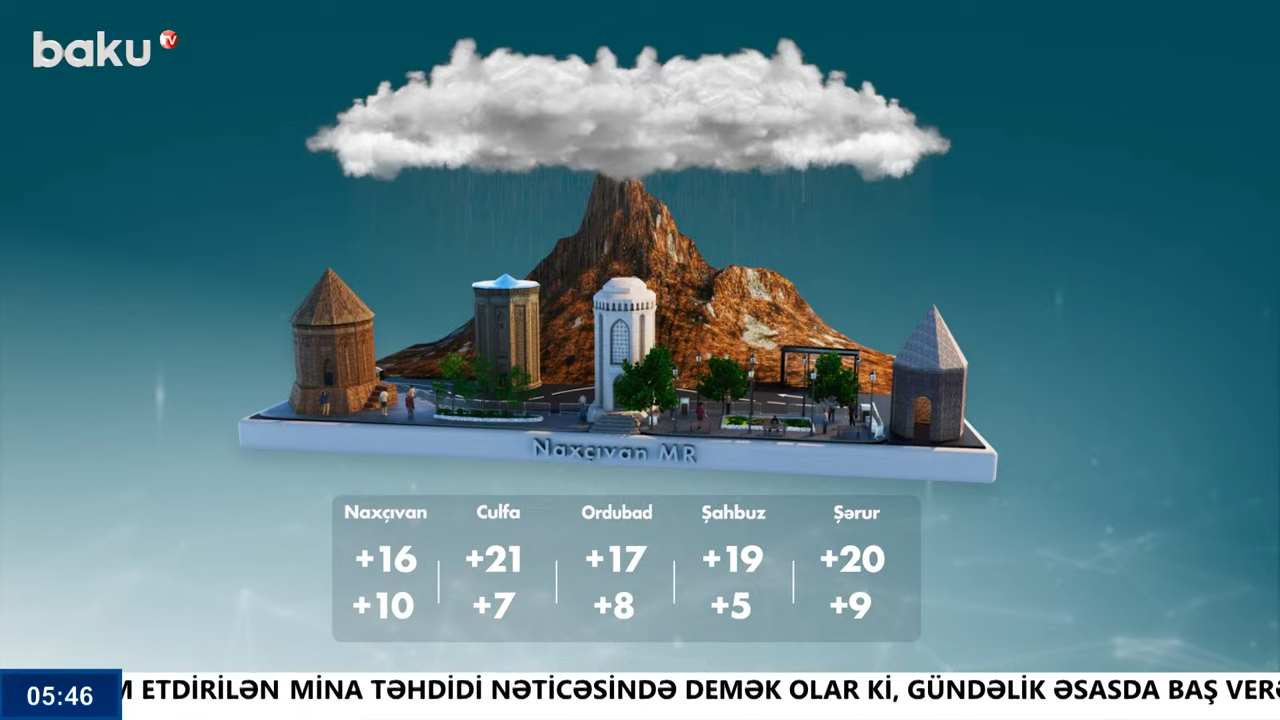 baku TV
Naxçıvan MR
Naxçıvan Culfa Ordubad Şahbuz Şərur
+16 +21 +17 +19 +20
+10 +7 +8 +5 +9
05:46 ETDİRİLƏN MİNA TƏHDİDİ NƏTİCƏSİNDƏ DEMƏK OLAR Kİ, GÜNDƏLİK ƏSASDA BAŞ